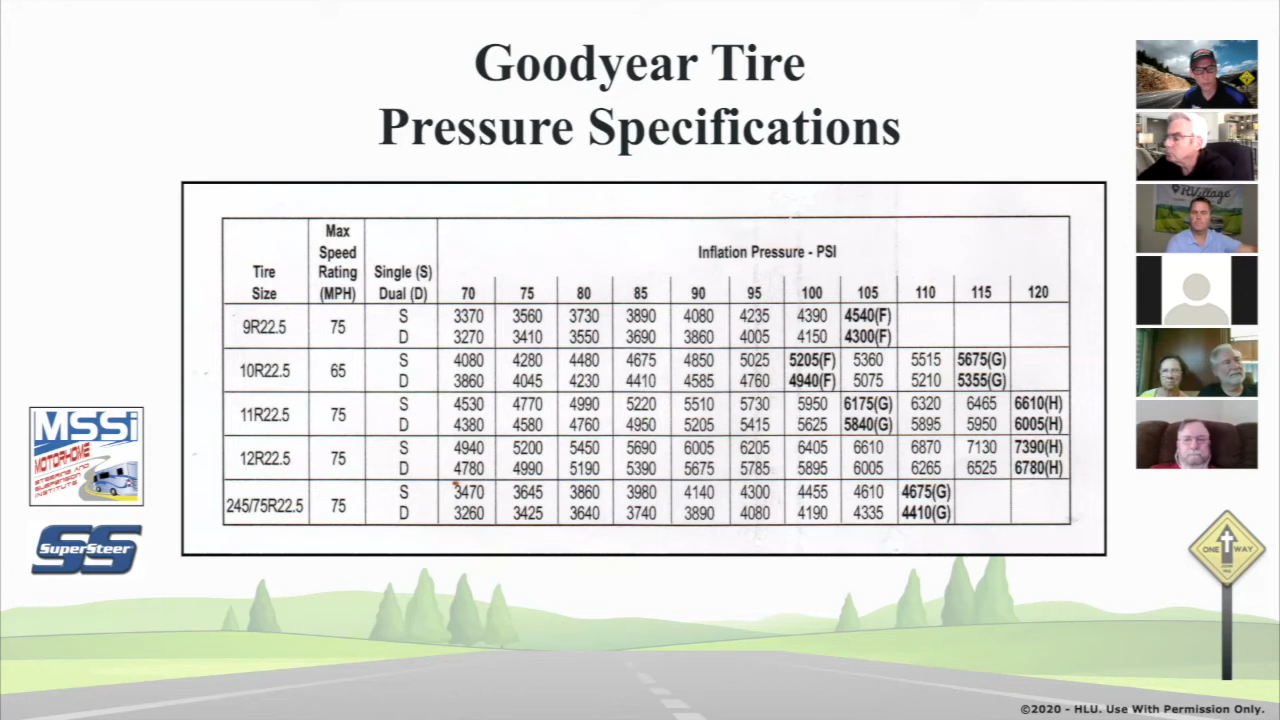 Goodyear Tire
Pressure Specifications
Tire Size Max Speed Rating (MPH) Single (S) Dual (D) Inflation Pressure - PSI
70 75 80 85 90 95 100 105 110 115 120
9R22.5 75 S 3370 3560 3730 3890 4080 4235 4390 4540(F)
D 3270 3410 3550 3690 3860 4005 4150 4300(F)
10R22.5 65 S 4080 4280 4480 4675 4850 5025 5205(F) 5360 5515 5675(G)
D 3860 4045 4230 4410 4585 4760 4940(F) 5075 5210 5355(G)
11R22.5 75 S 4530 4770 4990 5220 5510 5730 5950 6175(G) 6320 6465 6610(H)
D 4380 4580 4760 4950 5205 5415 5625 5840(G) 5895 5950 6005(H)
12R22.5 75 S 4940 5200 5450 5690 6005 6205 6405 6610 6870 7130 7390(H)
D 4780 4990 5190 5390 5675 5785 5895 6005 6265 6525 6780(H)
245/75R22.5 75 S 3470 3645 3860 3980 4140 4300 4455 4610 4675(G)
D 3260 3425 3640 3740 3890 4080 4190 4335 4410(G)
MSSi
MOTORHOME
STEERING AND
SUSPENSION
INSTITUTE
SS
SuperSteer
RVillage
ONE WAY
©2020 - HLU. Use With Permission Only.